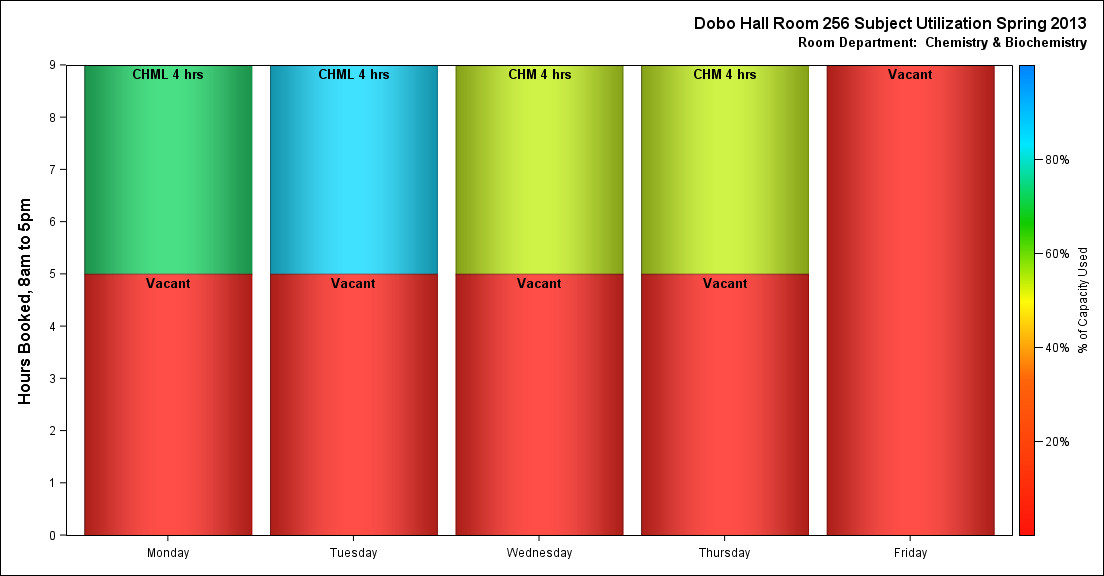 Dobo Hall Room 256 Subject Utilization Spring 2013
Room Department:  Chemistry & Biochemistry
Hours Booked, 8am to 5pm
9
8
7
6
5
4
3
2
1
0
CHML 4 hrs
CHML 4 hrs
CHM 4 hrs
CHM 4 hrs
Vacant
Vacant
Vacant
Vacant
Vacant
Monday
Tuesday
Wednesday
Thursday
Friday
80%
60%
40%
20%
% of Capacity Used